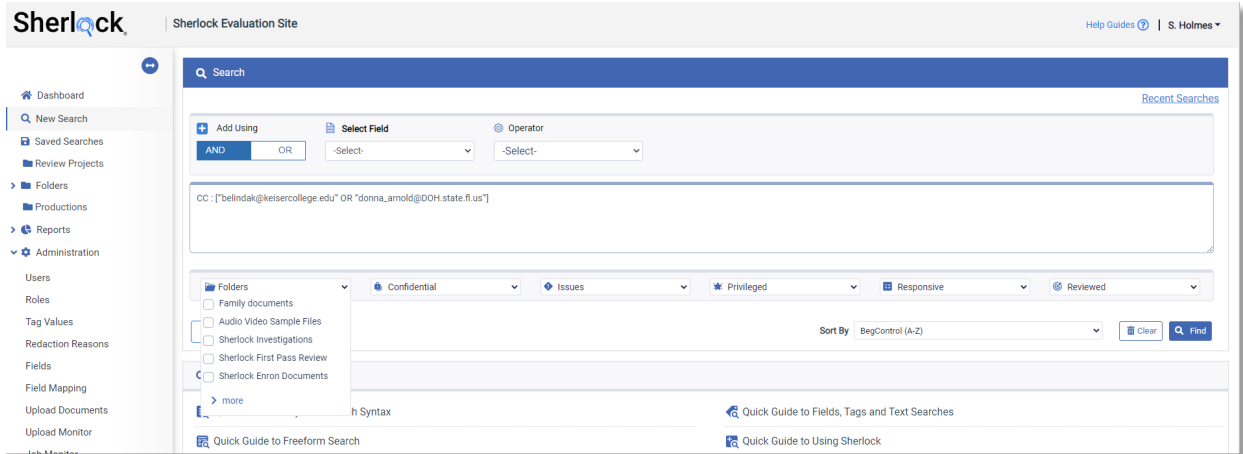 Sherlock® Sherlock Evaluation Site Help Guides S. Holmes
Search
Recent Searches
Dashboard
New Search
Saved Searches
Review Projects
Folders
Productions
Reports
Administration
Users
Roles
Tag Values
Redaction Reasons
Fields
Field Mapping
Upload Documents
Upload Monitor
Job Monitor
Add Using Select Field Operator
AND OR -Select- -Select-
CC : ["belindak@keisercollege.edu" OR "donna_arnold@DOH.state.fl.us"]
Folders Confidential Issues Privileged Responsive Reviewed
Family documents
Audio Video Sample Files
Sherlock Investigations
Sherlock First Pass Review
Sherlock Enron Documents
more
Sort By BegControl (A-Z) Clear Find
h Syntax Quick Guide to Fields, Tags and Text Searches
Quick Guide to Freeform Search Quick Guide to Using Sherlock